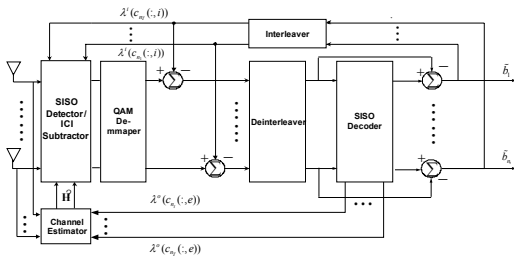 λ^i(c_{n_T}(:,i))
Interleaver
λ^i(c_{n_1}(:,i))
SISO
Detector/
ICI
Subtractor
QAM
De-
mmaper
Deinterleaver
SISO
Decoder
b̃_1
b̃_{n_T}
Ĥ
Channel
Estimator
λ^o(c_{n_1}(:,e))
λ^o(c_{n_T}(:,e))